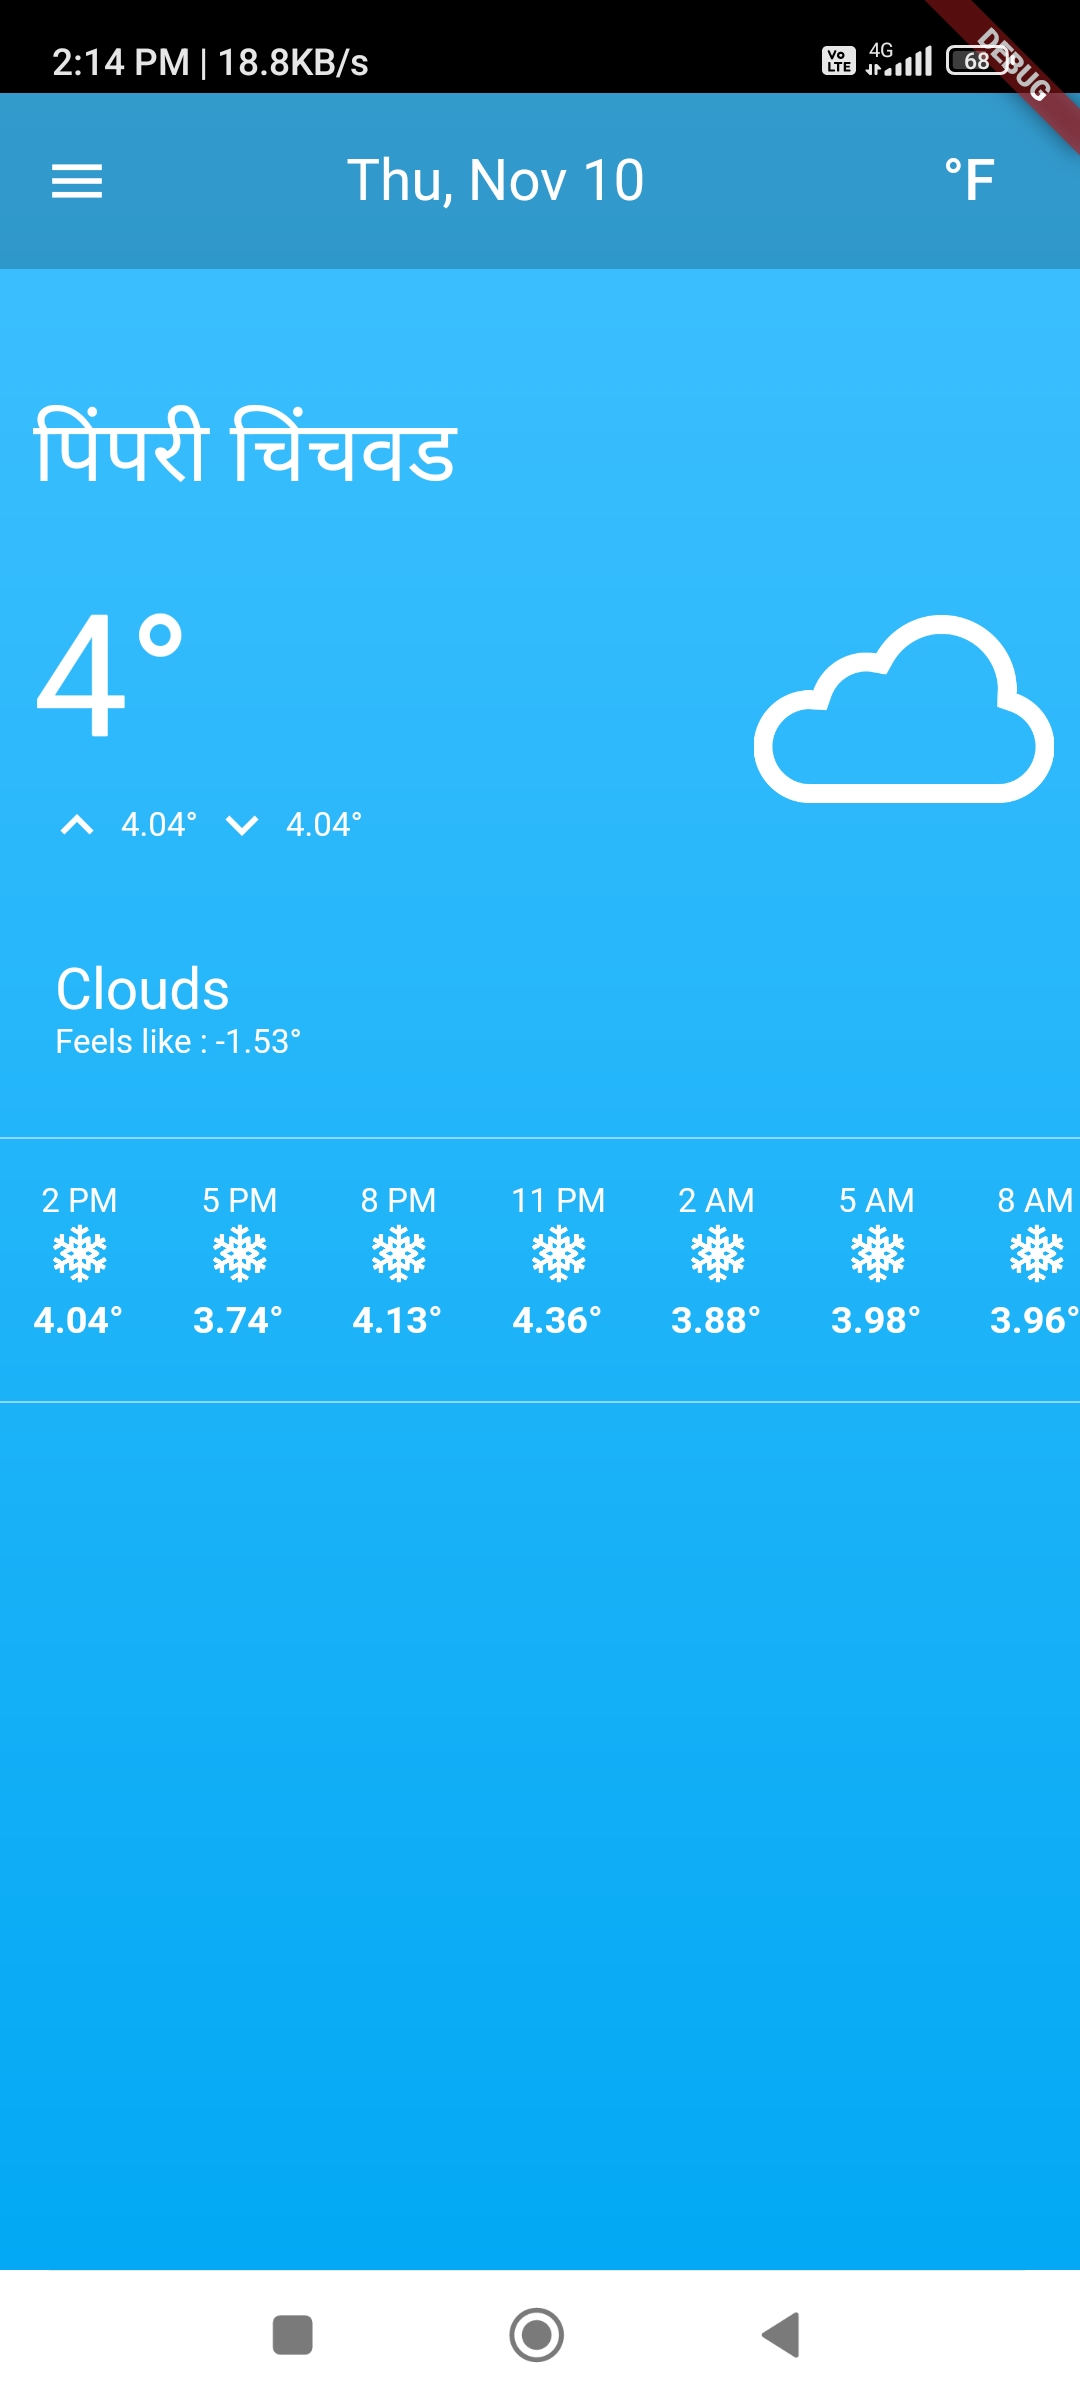 2:14 PM | 18.8KB/s Vo LTE 4G 68
DEBUG
Thu, Nov 10 °F
पिंपरी चिंचवड
4°
4.04° 4.04°
Clouds
Feels like : -1.53°
2 PM 5 PM 8 PM 11 PM 2 AM 5 AM 8 AM
4.04° 3.74° 4.13° 4.36° 3.88° 3.98° 3.96°